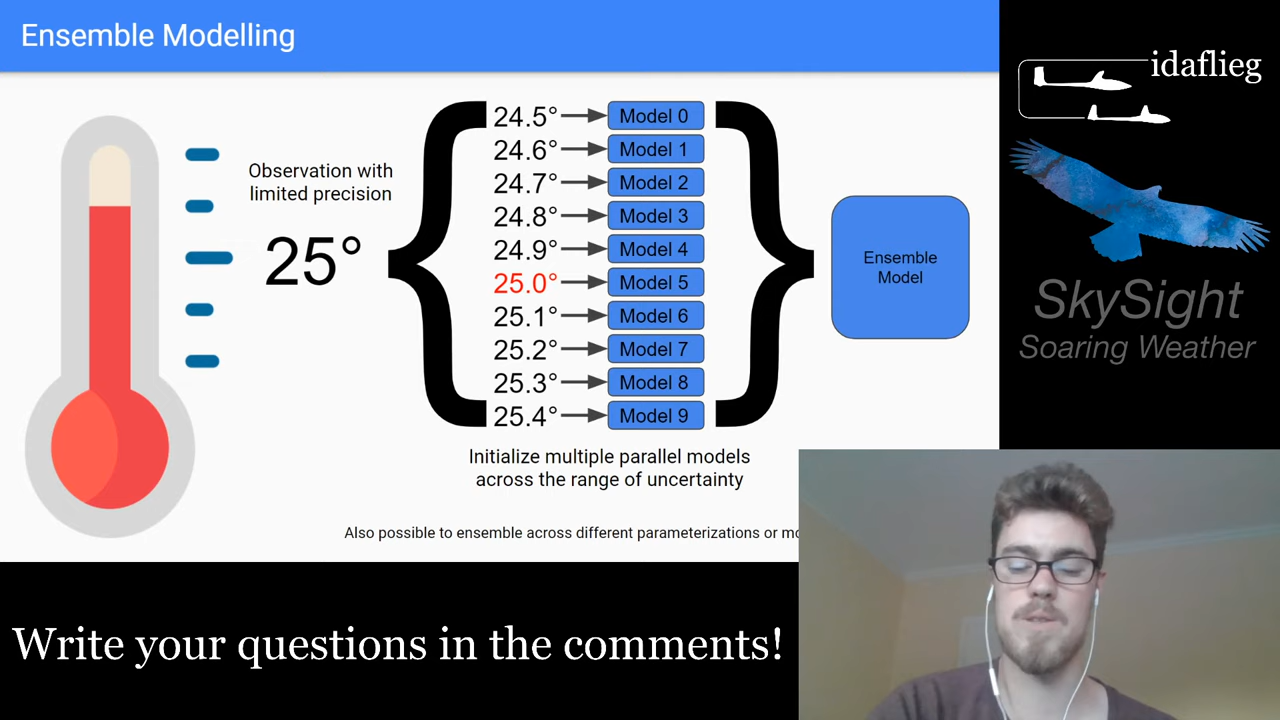 Ensemble Modelling
Observation with
limited precision
25°
24.5°
Model 0
24.6°
Model 1
24.7°
Model 2
24.8°
Model 3
24.9°
Model 4
25.0°
Model 5
25.1°
Model 6
25.2°
Model 7
25.3°
Model 8
25.4°
Model 9
Ensemble
Model
Initialize multiple parallel models
across the range of uncertainty
Also possible to ensemble across different parameterizations or
idaflieg
SkySight
Soaring Weather
Write your questions in the comments!